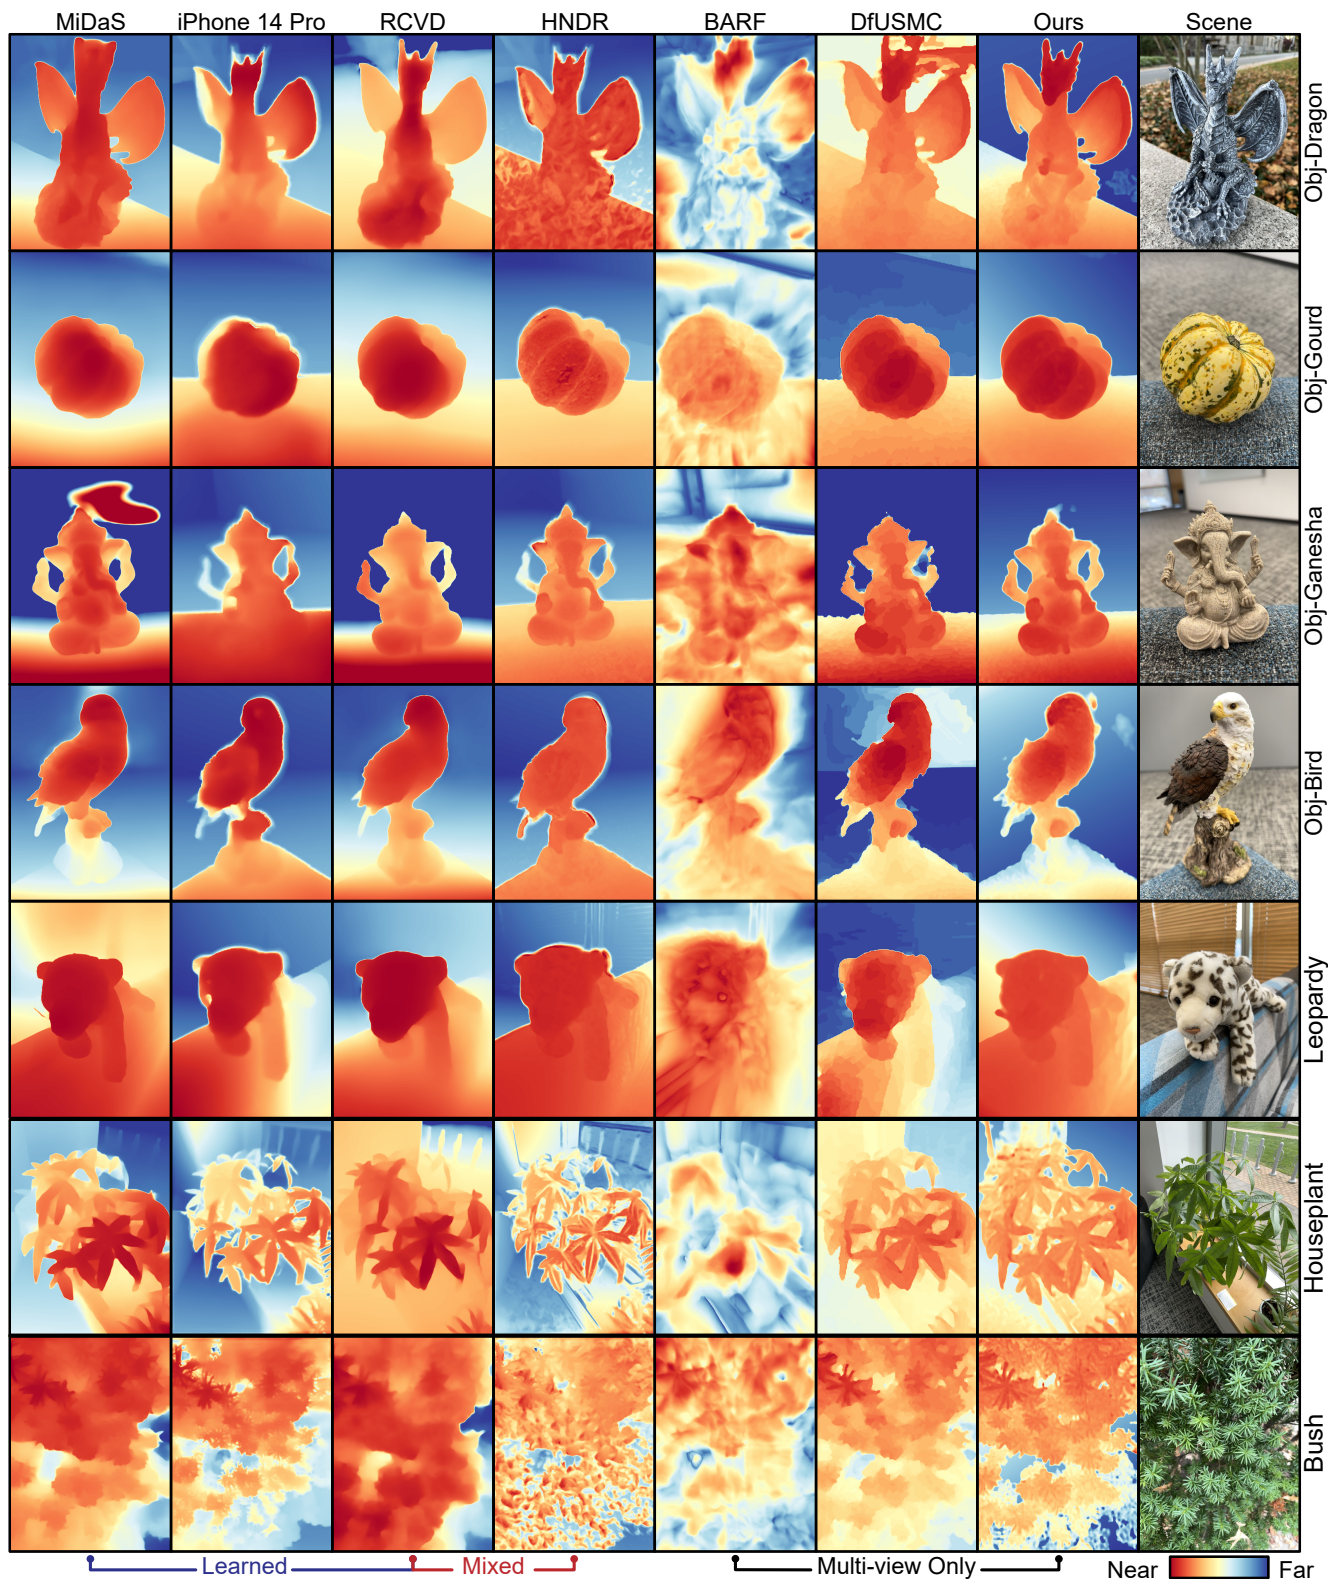 MiDaS iPhone 14 Pro RCVD HNDR BARF DfUSMC Ours Scene
Obj-Dragon
Obj-Gourd
Obj-Ganesha
Obj-Bird
Leopardy
Houseplant
Bush
Learned Mixed Multi-view Only Near Far